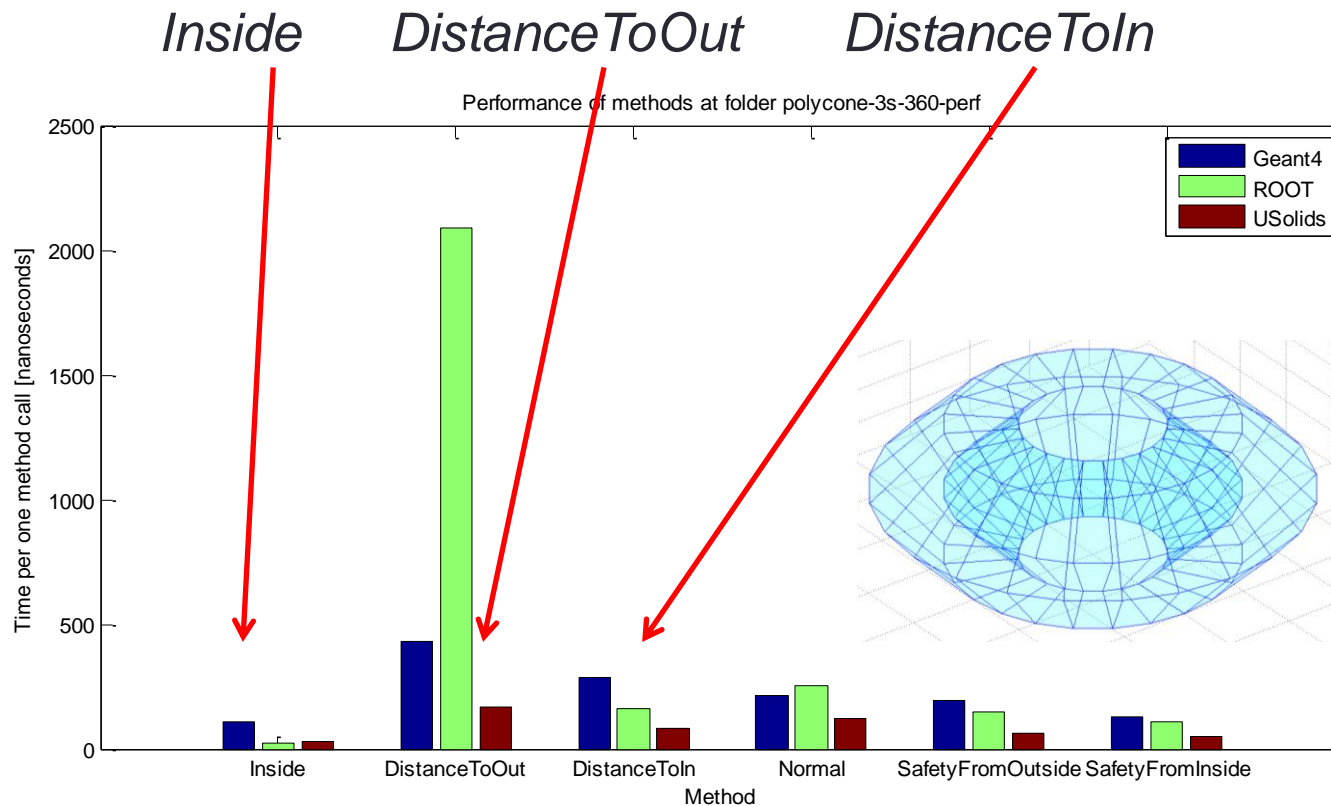 Inside DistanceToOut DistanceToIn
Performance of methods at folder polycone-3s-360-perf
2500
2000
1500
1000
500
0
Time per one method call [nanoseconds]
Geant4
ROOT
USolids
Inside DistanceToOut DistanceToIn Normal SafetyFromOutside SafetyFromInside
Method